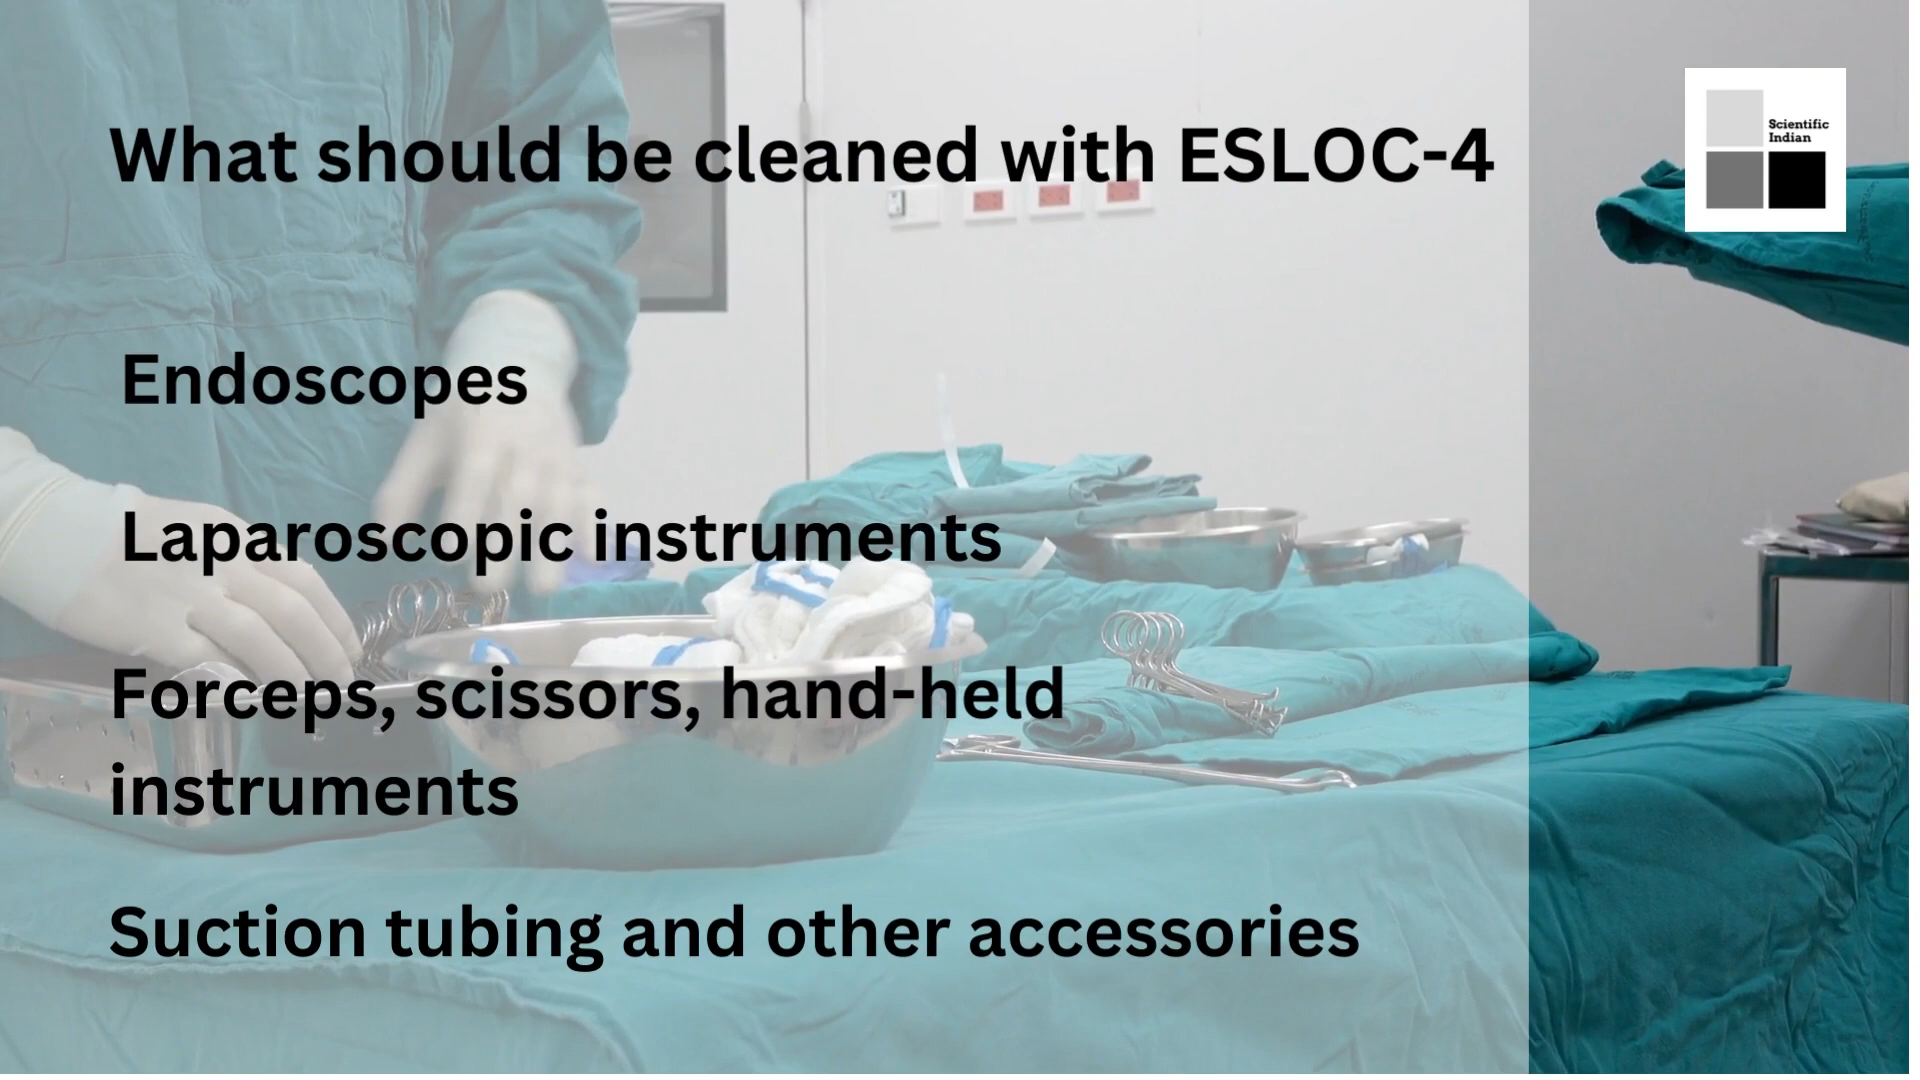 What should be cleaned with ESLOC-4
Scientific
Indian
Endoscopes
Laparoscopic instruments
Forceps, scissors, hand-held
instruments
Suction tubing and other accessories